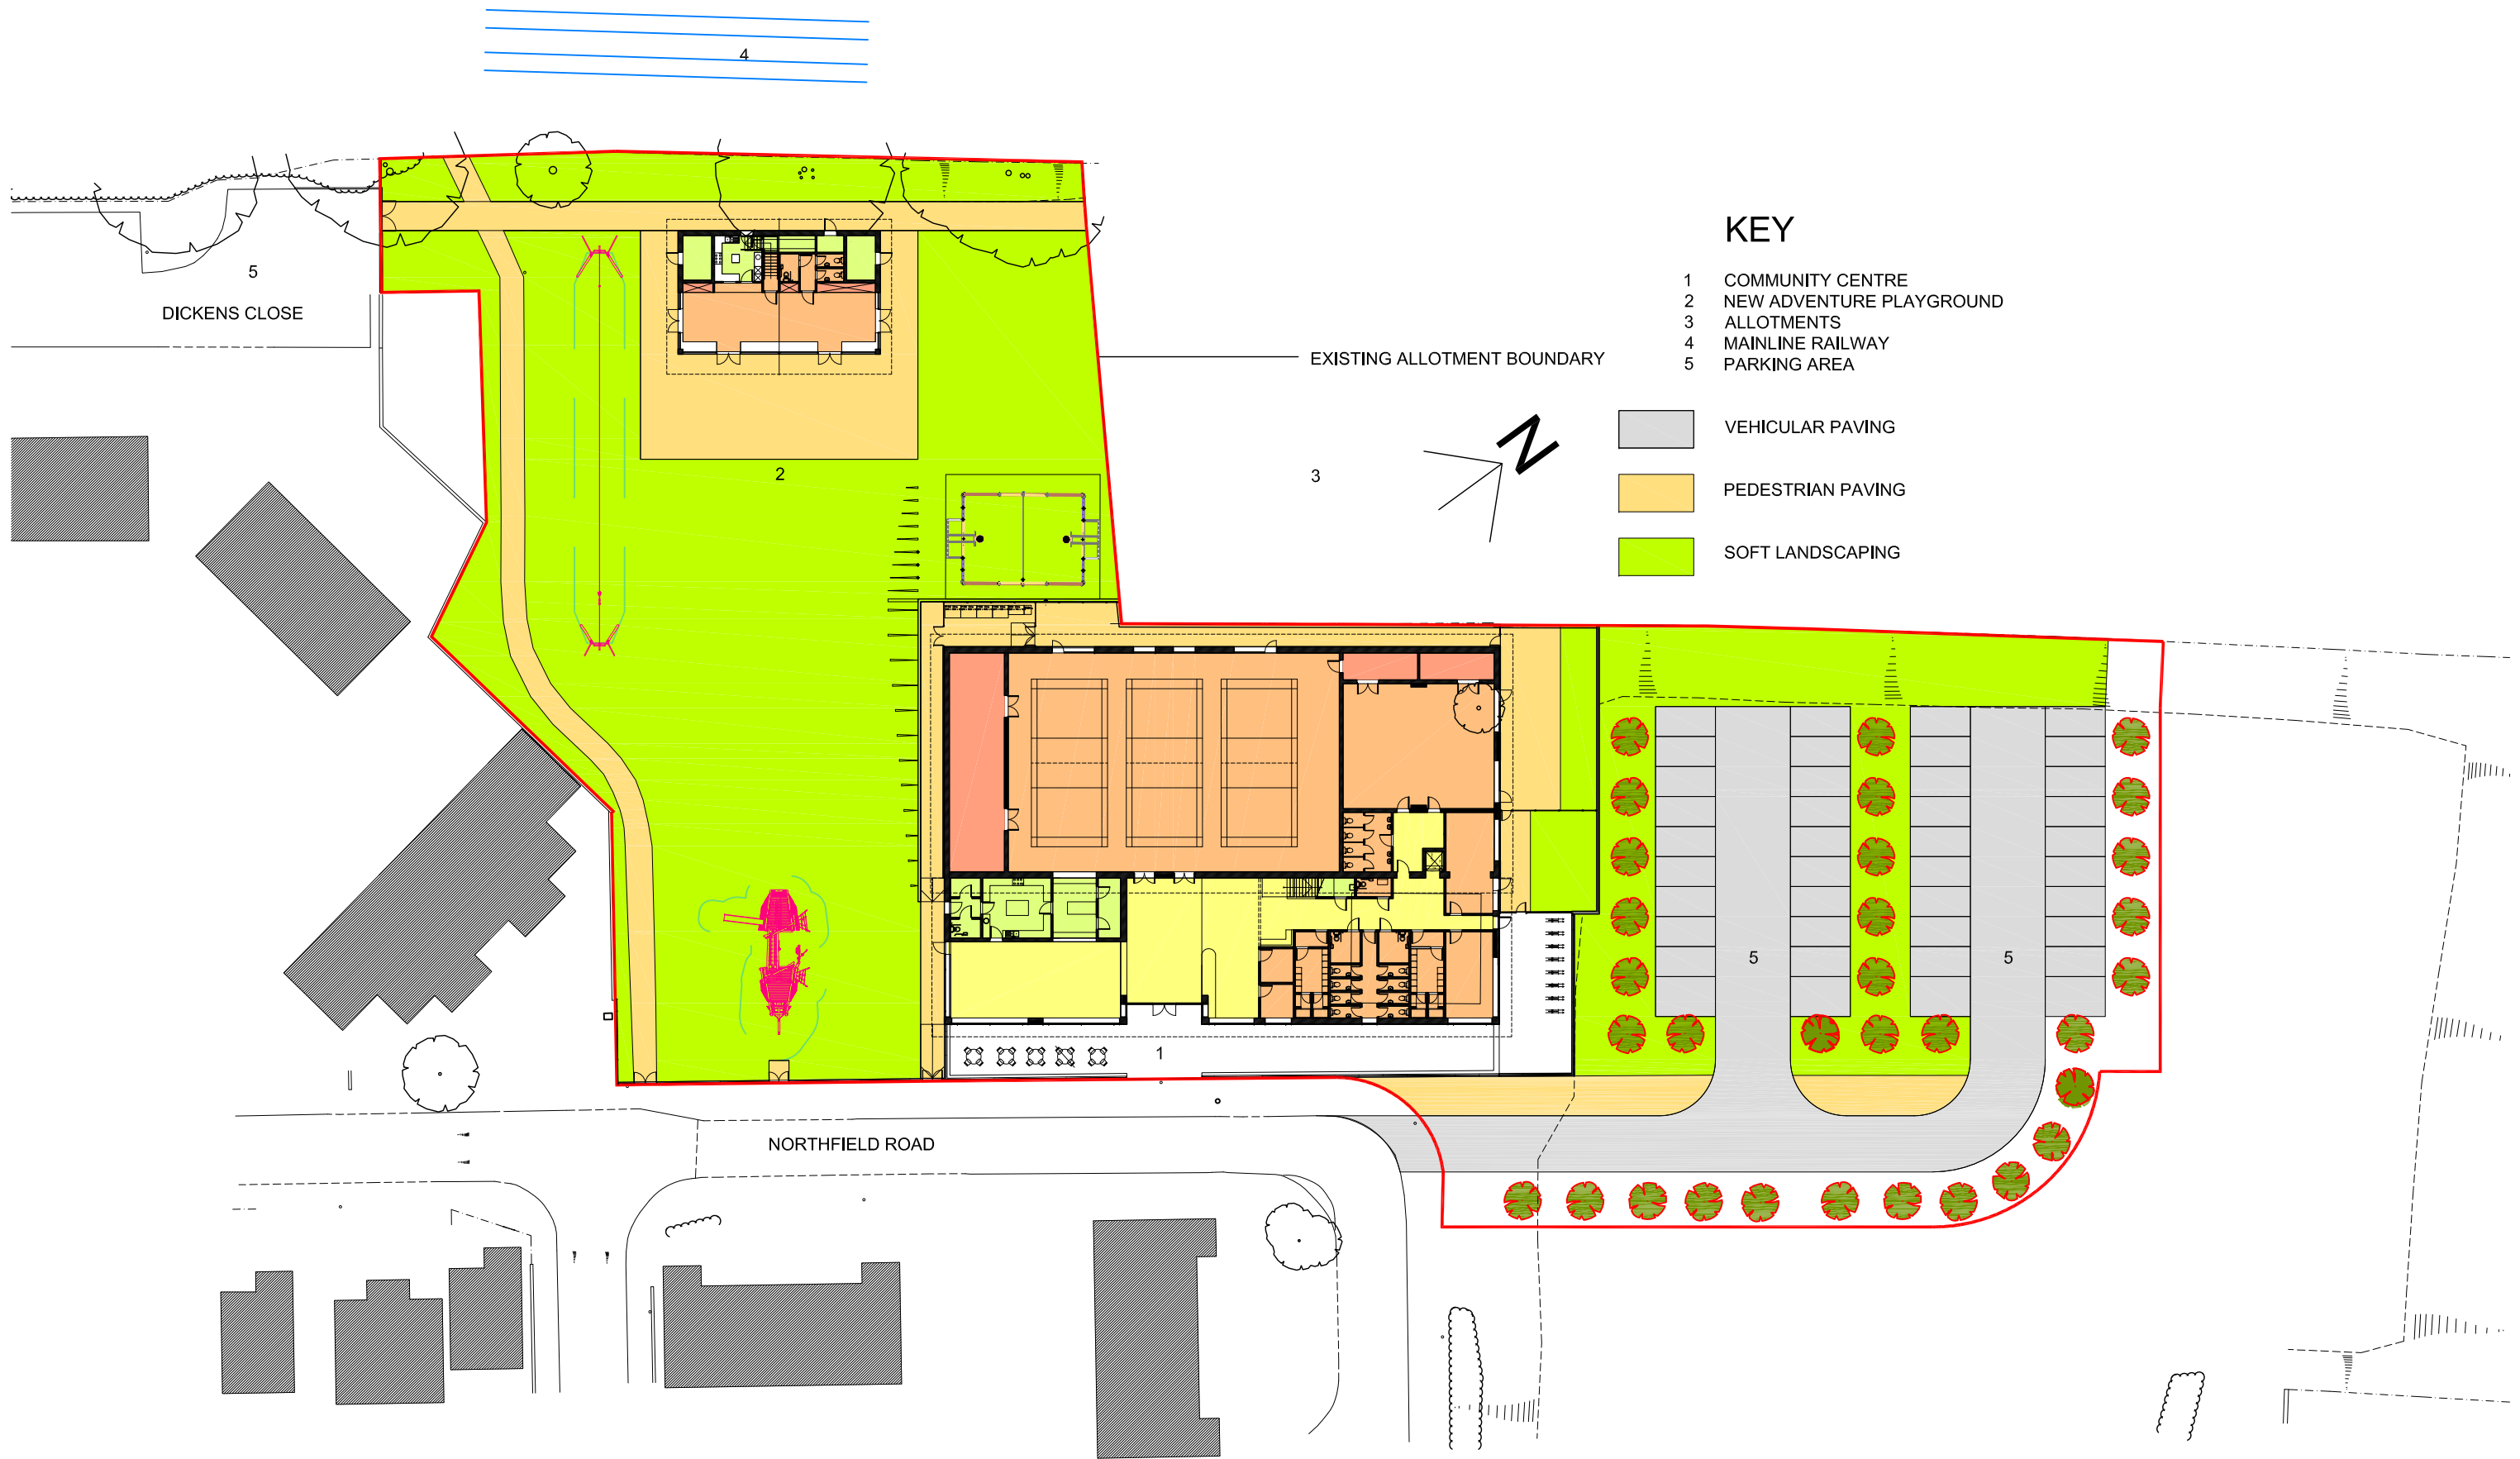 4
KEY
1 COMMUNITY CENTRE
2 NEW ADVENTURE PLAYGROUND
3 ALLOTMENTS
4 MAINLINE RAILWAY
5 PARKING AREA
5
DICKENS CLOSE
EXISTING ALLOTMENT BOUNDARY
N
VEHICULAR PAVING
2
3
PEDESTRIAN PAVING
SOFT LANDSCAPING
5
5
1
NORTHFIELD ROAD